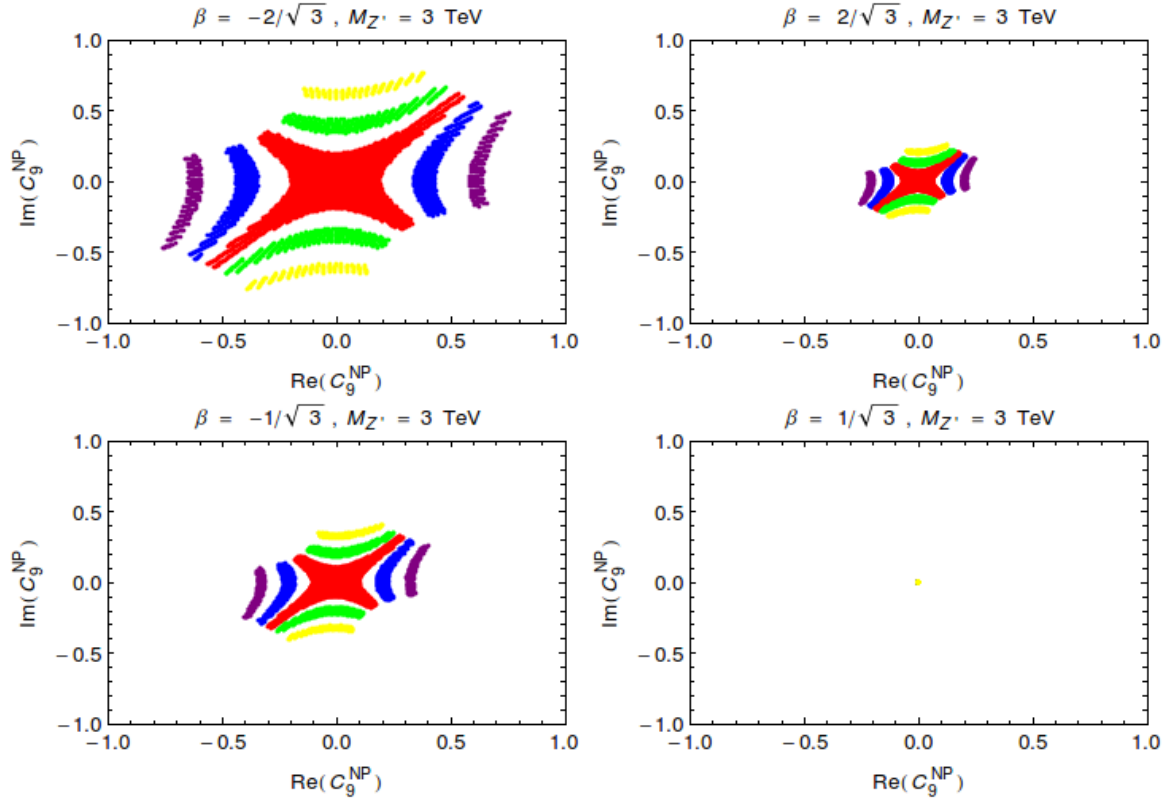 β = −2/√3 , M_Z' = 3 TeV
1.0
0.5
0.0
−0.5
−1.0
Im(C_9^NP)
−1.0 −0.5 0.0 0.5 1.0
Re(C_9^NP)
β = 2/√3 , M_Z' = 3 TeV
1.0
0.5
0.0
−0.5
−1.0
Im(C_9^NP)
−1.0 −0.5 0.0 0.5 1.0
Re(C_9^NP)
β = −1/√3 , M_Z' = 3 TeV
1.0
0.5
0.0
−0.5
−1.0
Im(C_9^NP)
−1.0 −0.5 0.0 0.5 1.0
Re(C_9^NP)
β = 1/√3 , M_Z' = 3 TeV
1.0
0.5
0.0
−0.5
−1.0
Im(C_9^NP)
−1.0 −0.5 0.0 0.5 1.0
Re(C_9^NP)